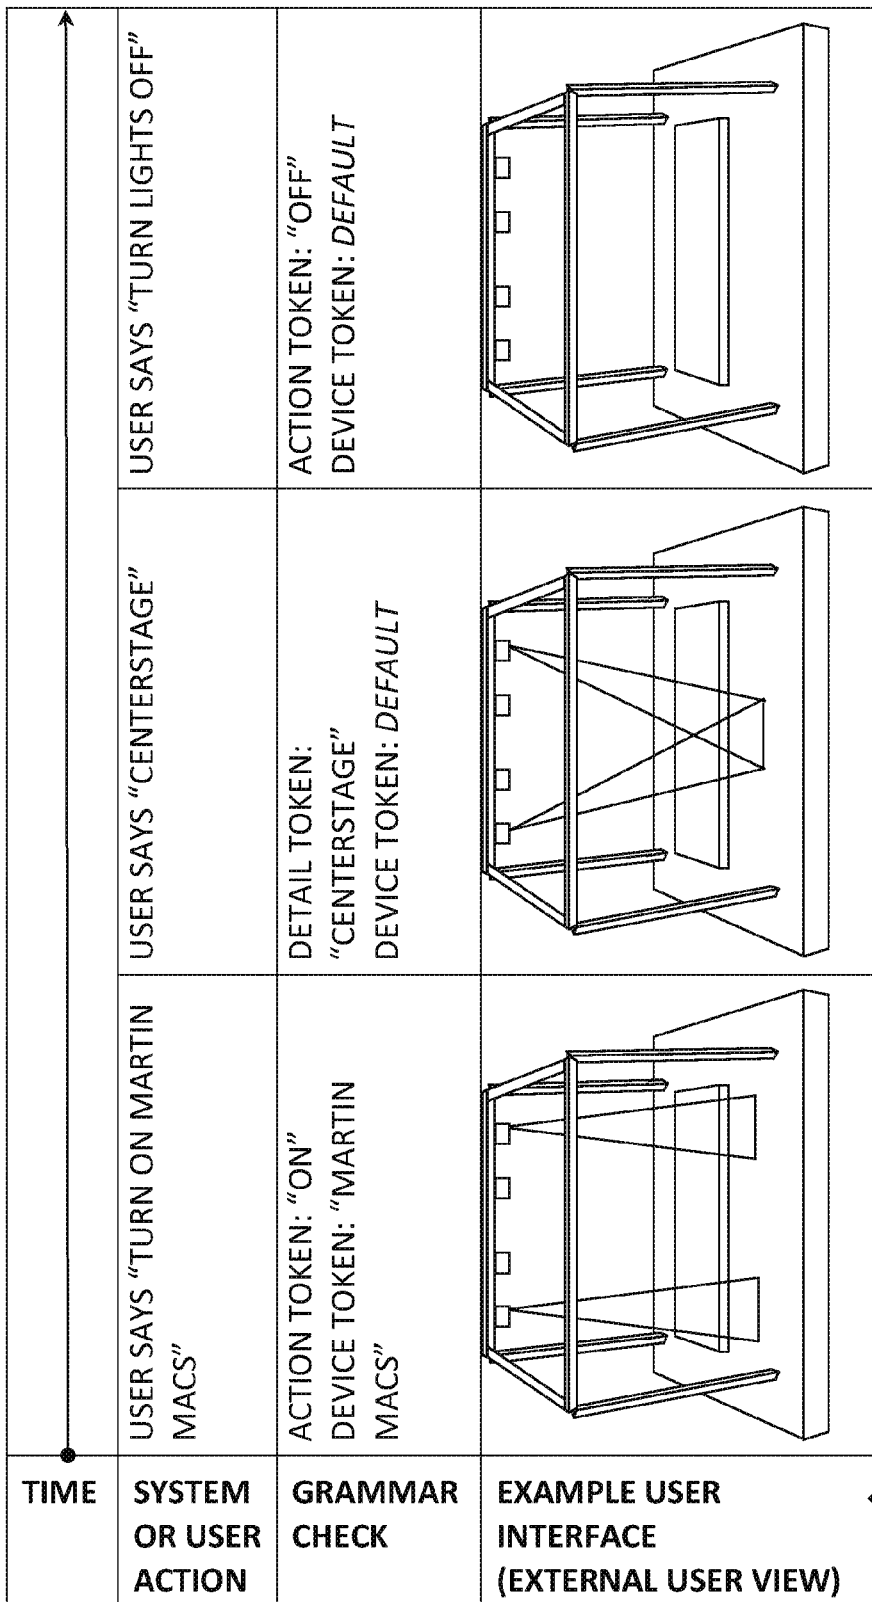 TIME
SYSTEM
OR USER
ACTION
USER SAYS “TURN ON MARTIN
MACS”
USER SAYS “CENTERSTAGE”
USER SAYS “TURN LIGHTS OFF”
GRAMMAR
CHECK
ACTION TOKEN: “ON”
DEVICE TOKEN: “MARTIN
MACS”
DETAIL TOKEN:
“CENTERSTAGE”
DEVICE TOKEN: DEFAULT
ACTION TOKEN: “OFF”
DEVICE TOKEN: DEFAULT
EXAMPLE USER
INTERFACE
(EXTERNAL USER VIEW)